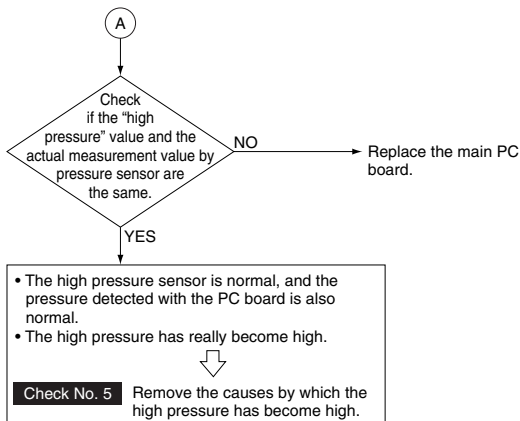 A
Check
if the “high
pressure” value and the
actual measurement value by
pressure sensor are
the same.
NO
Replace the main PC
board.
YES
• The high pressure sensor is normal, and the
pressure detected with the PC board is also
normal.
• The high pressure has really become high.
Check No. 5
Remove the causes by which the
high pressure has become high.